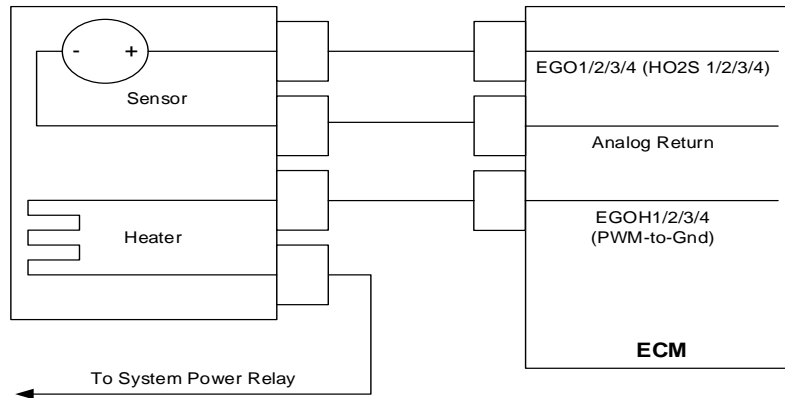 - +
Sensor
Heater
To System Power Relay
EGO1/2/3/4 (HO2S 1/2/3/4)
Analog Return
EGOH1/2/3/4
(PWM-to-Gnd)
ECM